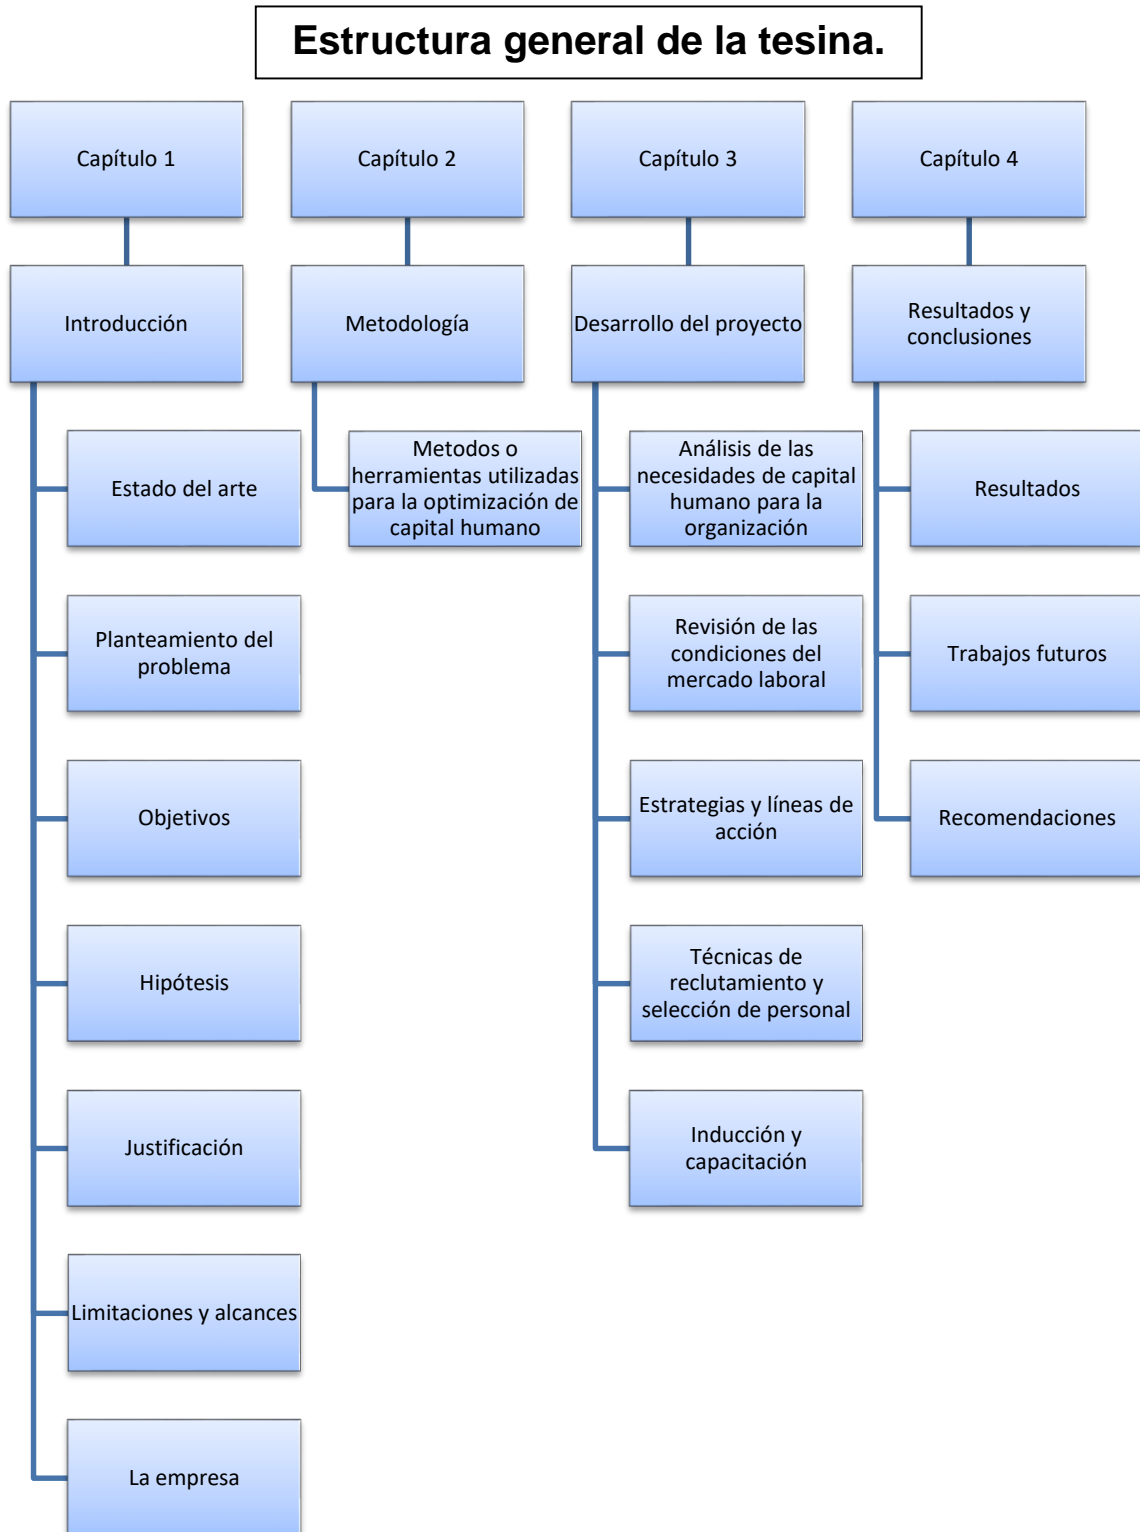 Estructura general de la tesina.
Capítulo 1
Capítulo 2
Capítulo 3
Capítulo 4
Introducción
Metodología
Desarrollo del proyecto
Resultados y
conclusiones
Estado del arte
Planteamiento del
problema
Objetivos
Hipótesis
Justificación
Limitaciones y alcances
La empresa
Metodos o
herramientas utilizadas
para la optimización de
capital humano
Análisis de las
necesidades de capital
humano para la
organización
Revisión de las
condiciones del
mercado laboral
Estrategias y líneas de
acción
Técnicas de
reclutamiento y
selección de personal
Inducción y
capacitación
Resultados
Trabajos futuros
Recomendaciones